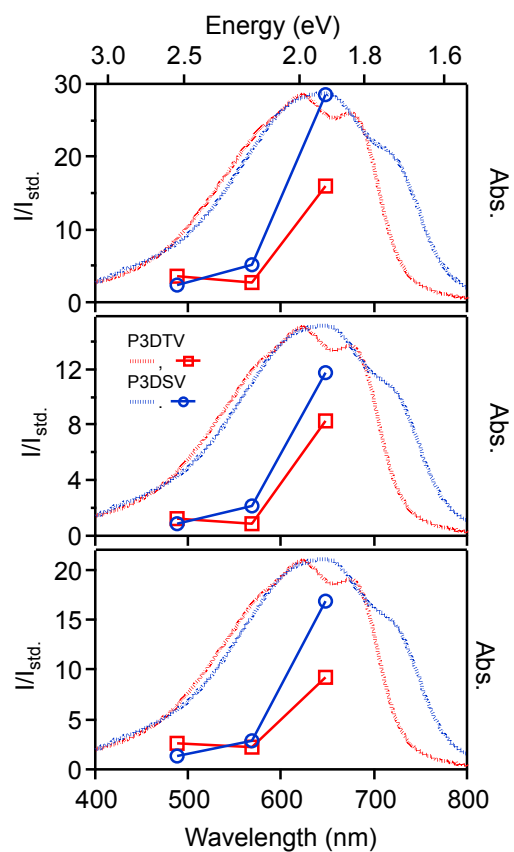 Energy (eV)
3.0 2.5 2.0 1.8 1.6
30
20
10
0
I/Istd.
Abs.
12
8
4
0
I/Istd.
Abs.
P3DTV
,
P3DSV
.
20
15
10
5
0
I/Istd.
Abs.
400 500 600 700 800
Wavelength (nm)